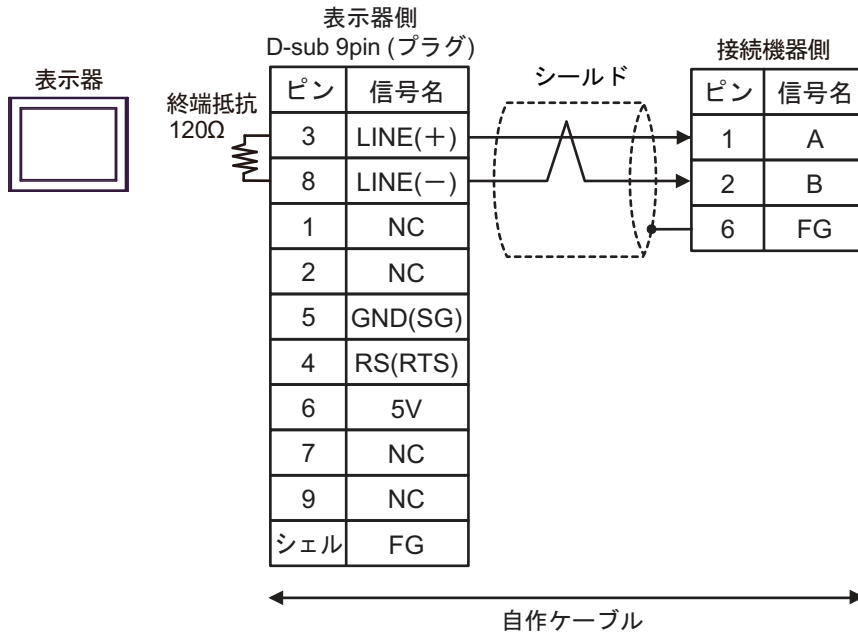 表示器
終端抵抗
120Ω
表示器側
D-sub 9pin (プラグ)
ピン 信号名
3 LINE(+)
8 LINE(-)
1 NC
2 NC
5 GND(SG)
4 RS(RTS)
6 5V
7 NC
9 NC
シェル FG
シールド
接続機器側
ピン 信号名
1 A
2 B
6 FG
自作ケーブル